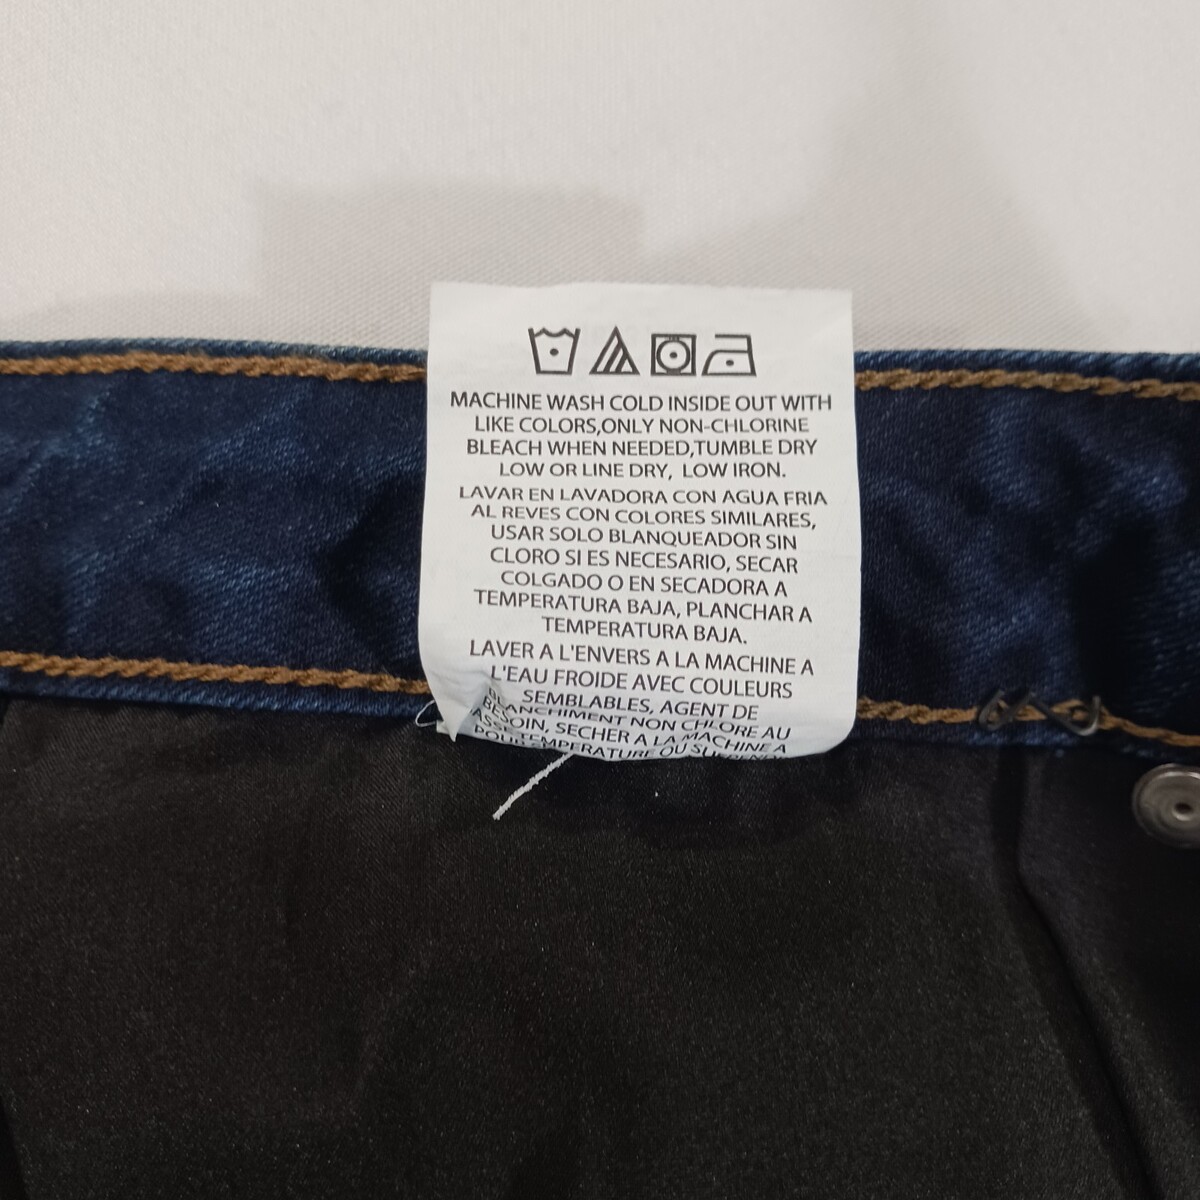 MACHINE WASH COLD INSIDE OUT WITH
LIKE COLORS,ONLY NON-CHLORINE
BLEACH WHEN NEEDED,TUMBLE DRY
LOW OR LINE DRY, LOW IRON.
LAVAR EN LAVADORA CON AGUA FRIA
AL REVES CON COLORES SIMILARES,
USAR SOLO BLANQUEADOR SIN
CLORO SI ES NECESARIO, SECAR
COLGADO O EN SECADORA A
TEMPERATURA BAJA, PLANCHAR A
TEMPERATURA BAJA.
LAVER A L'ENVERS A LA MACHINE A
L'EAU FROIDE AVEC COULEURS
SEMBLABLES, AGENT DE
BLANCHIMENT NON CHLORE AU
BESOIN, SECHER A LA MACHINE A
TEMPERATURE OU